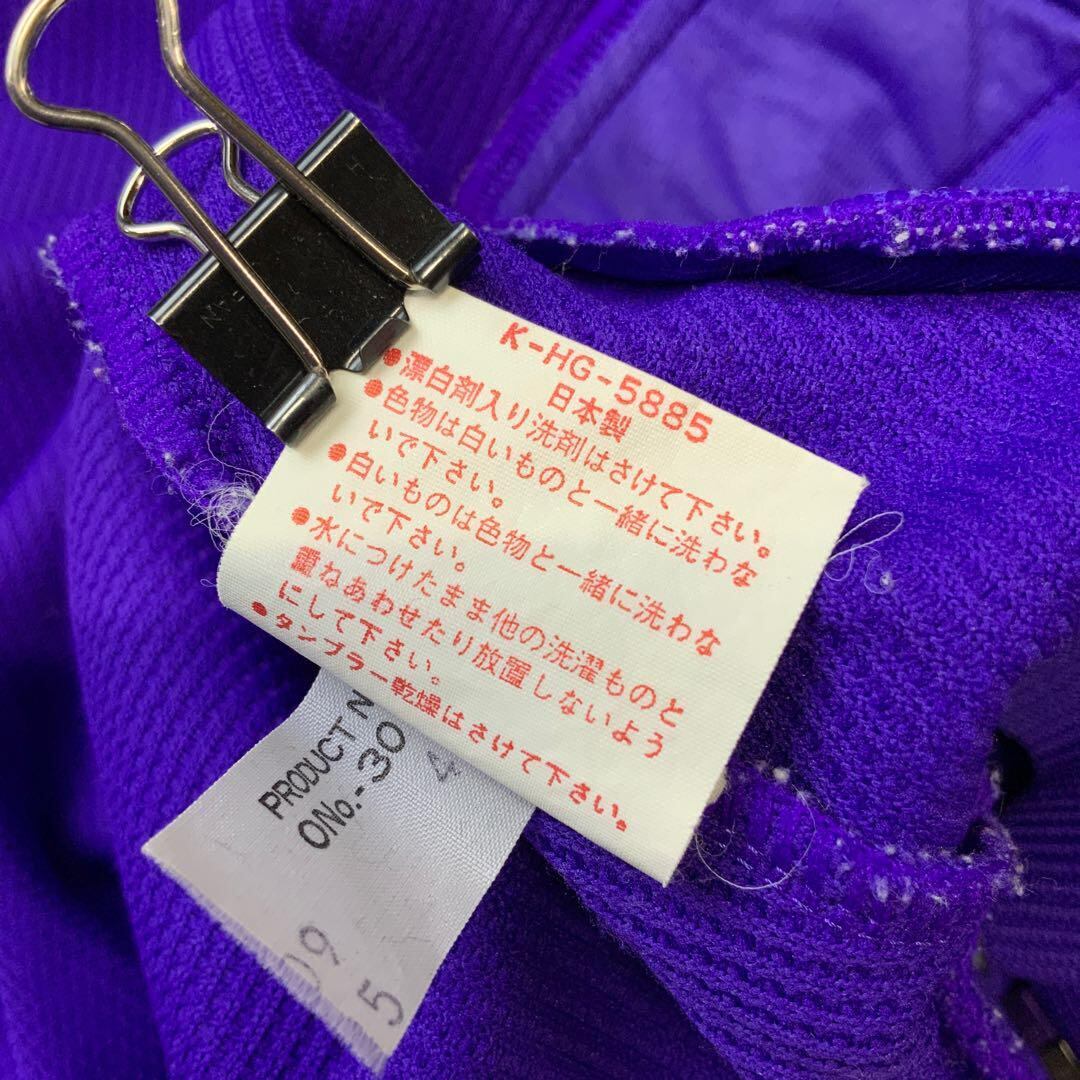 K-HG-5885
日本製
●漂白剤入り洗剤はさけて下さい。
●色物は白いものと一緒に洗わな
いで下さい。
●白いものは色物と一緒に洗わな
いで下さい。
●水につけたまま他の洗濯ものと
重ねあわせたり放置しないよう
にして下さい。
●タンブラー乾燥はさけて下さい。
PRODUCT N
ONo.-30
4
09
5